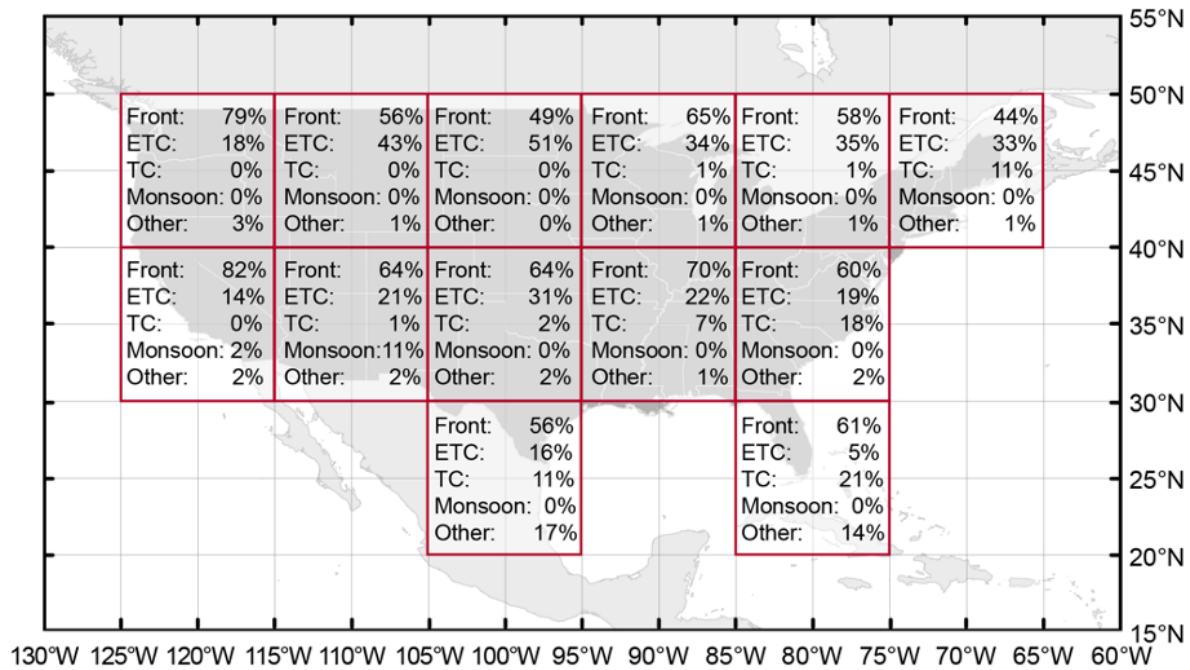 55°N
50°N
Front: 79% Front: 56% Front: 49% Front: 65% Front: 58% Front: 44%
ETC: 18% ETC: 43% ETC: 51% ETC: 34% ETC: 35% ETC: 33%
TC: 0% TC: 0% TC: 0% TC: 1% TC: 1% TC: 11%
45°N
Monsoon: 0% Monsoon: 0% Monsoon: 0% Monsoon: 0% Monsoon: 0% Monsoon: 0%
Other: 3% Other: 1% Other: 0% Other: 1% Other: 1% Other: 1%
40°N
Front: 82% Front: 64% Front: 64% Front: 70% Front: 60%
ETC: 14% ETC: 21% ETC: 31% ETC: 22% ETC: 19%
TC: 0% TC: 1% TC: 2% TC: 7% TC: 18%
35°N
Monsoon: 2% Monsoon:11% Monsoon: 0% Monsoon: 0% Monsoon: 0%
Other: 2% Other: 2% Other: 2% Other: 1% Other: 2%
30°N
Front: 56% Front: 61%
ETC: 16% ETC: 5%
TC: 11% TC: 21%
25°N
Monsoon: 0% Monsoon: 0%
Other: 17% Other: 14%
20°N
15°N
130°W 125°W 120°W 115°W 110°W 105°W 100°W 95°W 90°W 85°W 80°W 75°W 70°W 65°W 60°W